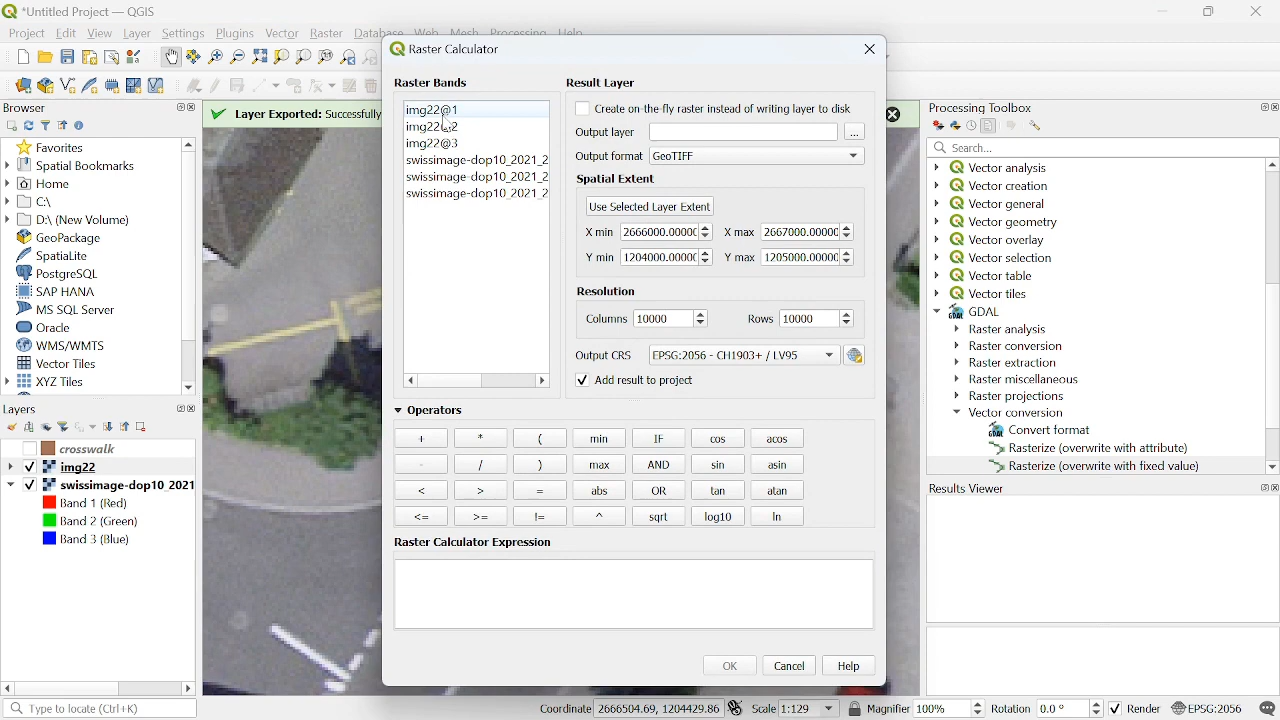 *Untitled Project — QGIS
Project Edit View Layer Settings Plugins Vector Raster Database Web Mesh Processing Help
Browser
Favorites
Spatial Bookmarks
Home
C:\
D:\ (New Volume)
GeoPackage
SpatiaLite
PostgreSQL
SAP HANA
MS SQL Server
Oracle
WMS/WMTS
Vector Tiles
XYZ Tiles
Layers
crosswalk
img22
swissimage-dop10_2021
Band 1 (Red)
Band 2 (Green)
Band 3 (Blue)
Type to locate (Ctrl+K)
Layer Exported: Successfully
Raster Calculator
Raster Bands
img22@1
img22@2
img22@3
swissimage-dop10_2021_2
swissimage-dop10_2021_2
swissimage-dop10_2021_2
Result Layer
Create on-the-fly raster instead of writing layer to disk
Output layer ...
Output format GeoTIFF
Spatial Extent
Use Selected Layer Extent
X min 2666000.0000( X max 2667000.0000(
Y min 1204000.0000( Y max 1205000.0000(
Resolution
Columns 10000 Rows 10000
Output CRS EPSG:2056 - CH1903+ / LV95
Add result to project
Operators
+ * ( min IF cos acos
- / ) max AND sin asin
< > = abs OR tan atan
<= >= != ^ sqrt log10 ln
Raster Calculator Expression
OK Cancel Help
Processing Toolbox
Search...
Vector analysis
Vector creation
Vector general
Vector geometry
Vector overlay
Vector selection
Vector table
Vector tiles
GDAL
Raster analysis
Raster conversion
Raster extraction
Raster miscellaneous
Raster projections
Vector conversion
Convert format
Rasterize (overwrite with attribute)
Rasterize (overwrite with fixed value)
Results Viewer
Coordinate 2666504.69, 1204429.86 Scale 1:129 Magnifier 100% Rotation 0.0 ° Render EPSG:2056